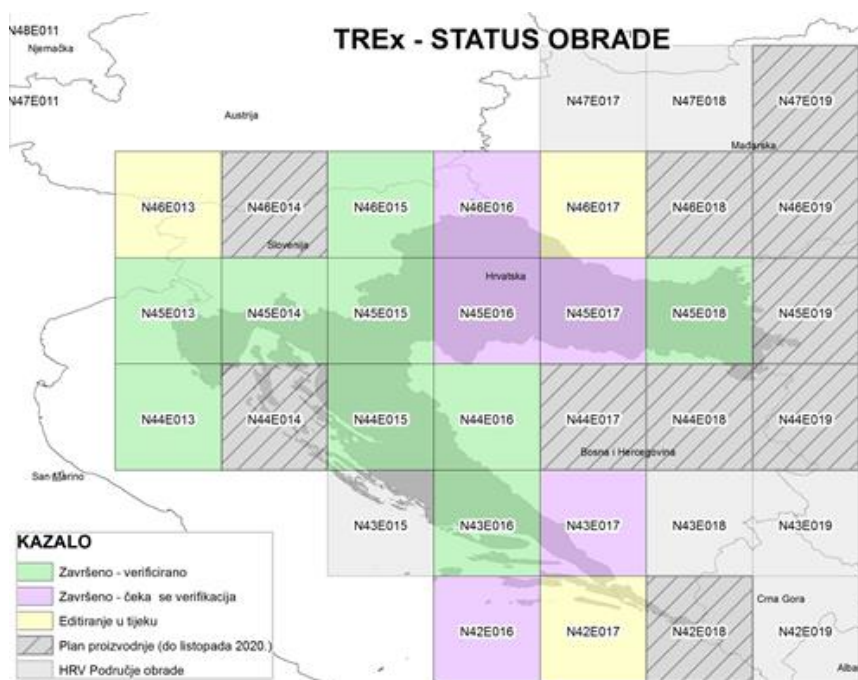 TREx - STATUS OBRADE
N48E011
Njemačka
N47E011
Austrija
N47E017 N47E018 N47E019
Mađarska
N46E013 N46E014 N46E015 N46E016 N46E017 N46E018 N46E019
Slovenija
Hrvatska
N45E013 N45E014 N45E015 N45E016 N45E017 N45E018 N45E019
N44E013 N44E014 N44E015 N44E016 N44E017 N44E018 N44E019
Bosna i Hercegovina
San Marino
N43E015 N43E016 N43E017 N43E018 N43E019
Crna Gora
N42E016 N42E017 N42E018 N42E019
Alba
KAZALO
Završeno - verificirano
Završeno - čeka se verifikacija
Editiranje u tijeku
Plan proizvodnje (do listopada 2020.)
HRV Područje obrade